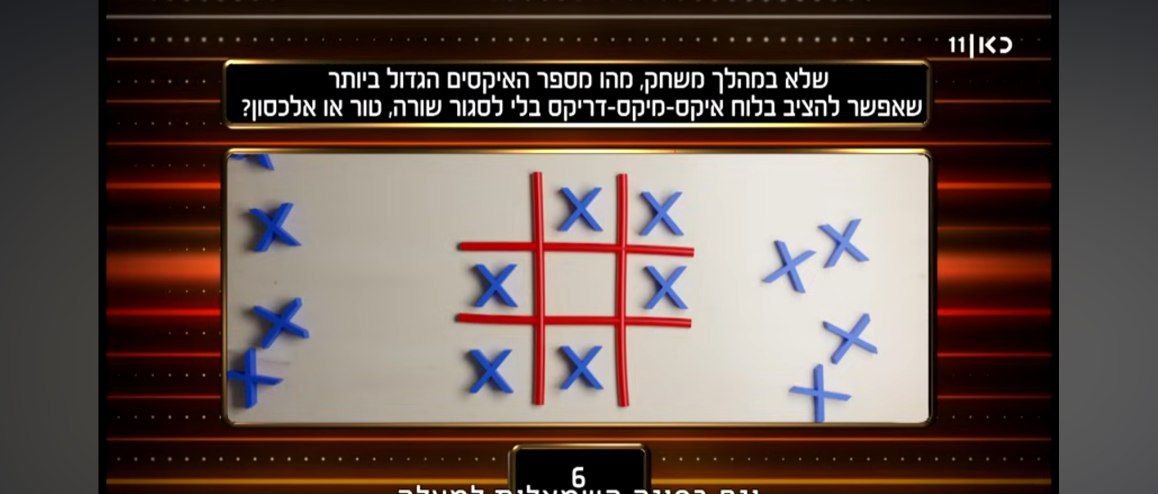 כאן 11
שלא במהלך משחק, מהו מספר האיקסים הגדול ביותר
שאפשר להציב בלוח איקס-מיקס-דריקס בלי לסגור שורה, טור או אלכסון?
6